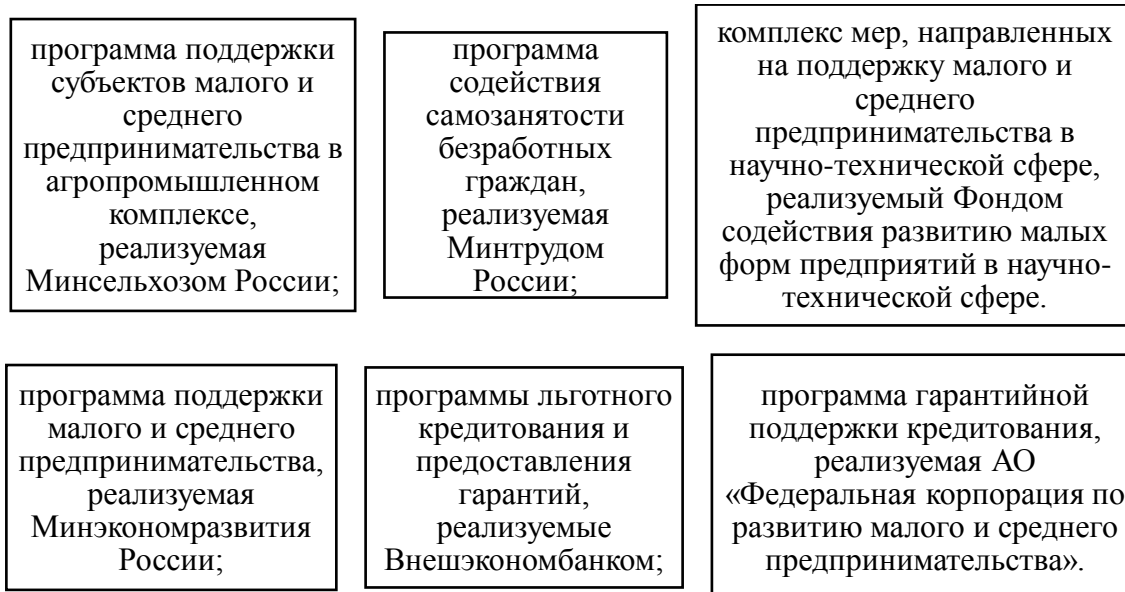 программа поддержки
субъектов малого и
среднего
предпринимательства в
агропромышленном
комплексе,
реализуемая
Минсельхозом России;
программа
содействия
самозанятости
безработных
граждан,
реализуемая
Минтрудом
России;
комплекс мер, направленных
на поддержку малого и
среднего
предпринимательства в
научно-технической сфере,
реализуемый Фондом
содействия развитию малых
форм предприятий в научно-
технической сфере.
программа поддержки
малого и среднего
предпринимательства,
реализуемая
Минэкономразвития
России;
программы льготного
кредитования и
предоставления
гарантий,
реализуемые
Внешэкономбанком;
программа гарантийной
поддержки кредитования,
реализуемая АО
«Федеральная корпорация по
развитию малого и среднего
предпринимательства».